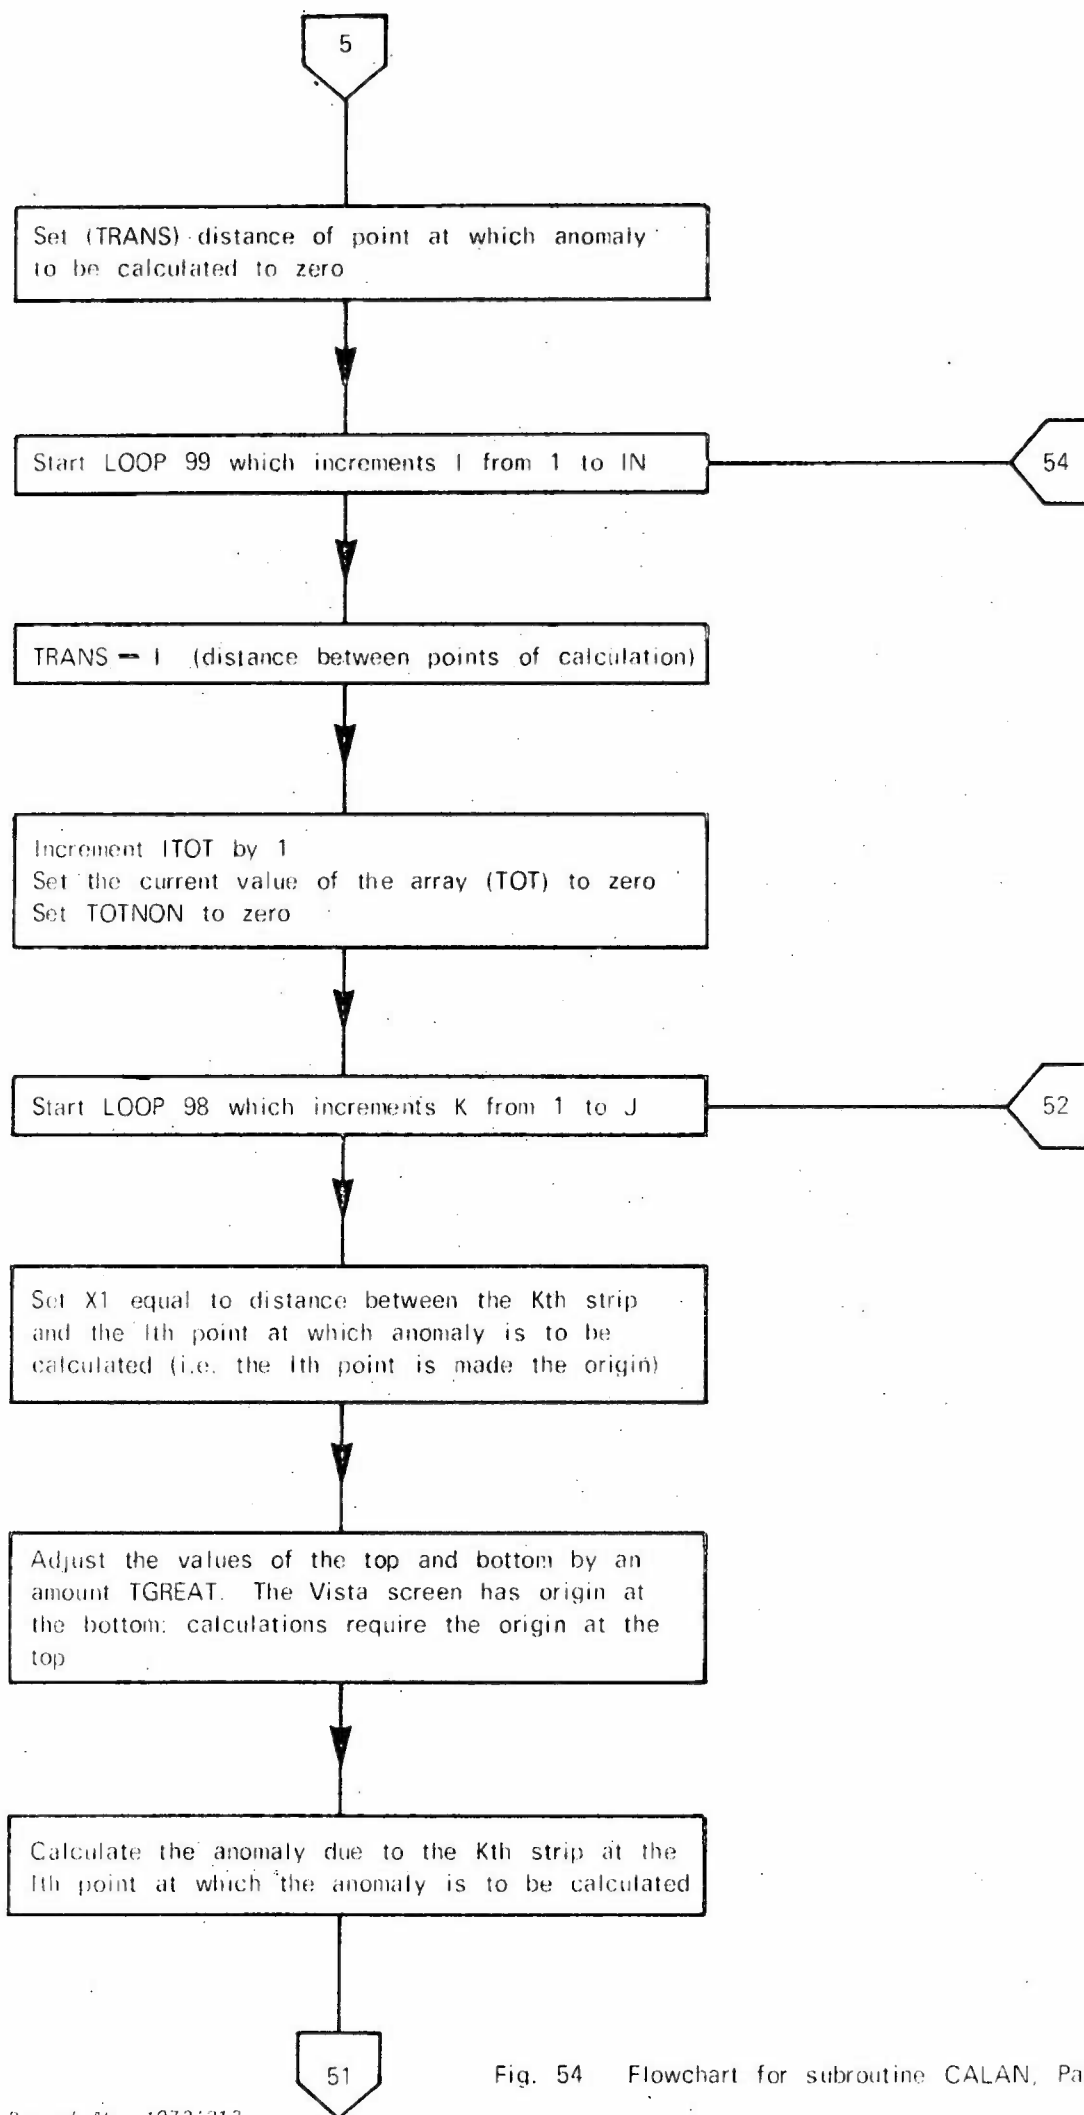 5
Set (TRANS) distance of point at which anomaly
to be calculated to zero
Start LOOP 99 which increments I from 1 to IN
54
TRANS = I (distance between points of calculation)
Increment ITOT by 1
Set the current value of the array (TOT) to zero
Set TOTNON to zero
Start LOOP 98 which increments K from 1 to J
52
Set X1 equal to distance between the Kth strip
and the Ith point at which anomaly is to be
calculated (i.e. the Ith point is made the origin)
Adjust the values of the top and bottom by an
amount TGREAT. The Vista screen has origin at
the bottom: calculations require the origin at the
top
Calculate the anomaly due to the Kth strip at the
Ith point at which the anomaly is to be calculated
51
Fig. 54 Flowchart for subroutine CALAN, Pa